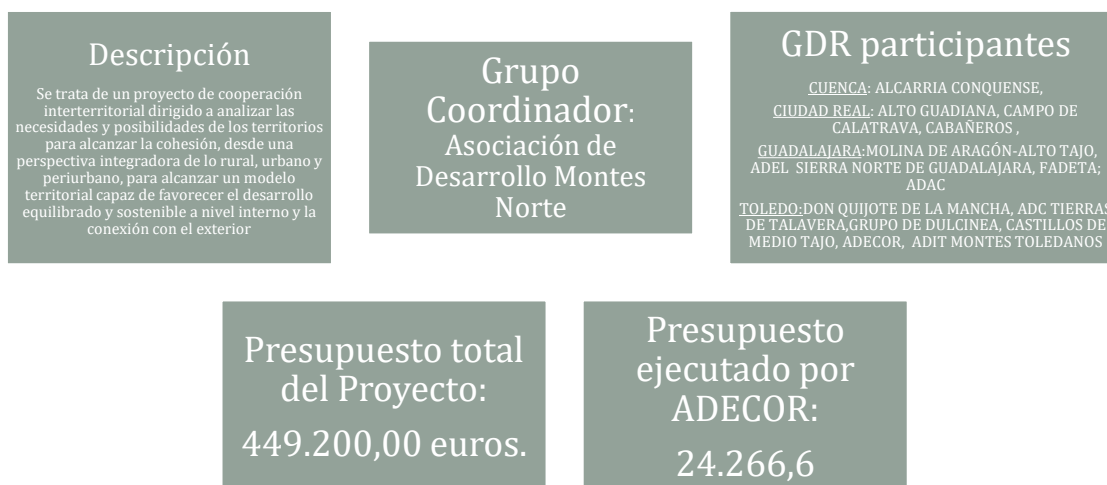 Descripción
Se trata de un proyecto de cooperación
interterritorial dirigido a analizar las
necesidades y posibilidades de los territorios
para alcanzar la cohesión, desde una
perspectiva integradora de lo rural, urbano y
periurbano, para alcanzar un modelo
territorial capaz de favorecer el desarrollo
equilibrado y sostenible a nivel interno y la
conexión con el exterior
Grupo
Coordinador:
Asociación de
Desarrollo Montes
Norte
GDR participantes
CUENCA: ALCARRIA CONQUENSE,
CIUDAD REAL: ALTO GUADIANA, CAMPO DE
CALATRAVA, CABAÑEROS ,
GUADALAJARA:MOLINA DE ARAGÓN-ALTO TAJO,
ADEL SIERRA NORTE DE GUADALAJARA, FADETA;
ADAC
TOLEDO:DON QUIJOTE DE LA MANCHA, ADC TIERRAS
DE TALAVERA,GRUPO DE DULCINEA, CASTILLOS DE
MEDIO TAJO, ADECOR, ADIT MONTES TOLEDANOS
Presupuesto total
del Proyecto:
449.200,00 euros.
Presupuesto
ejecutado por
ADECOR:
24.266,6